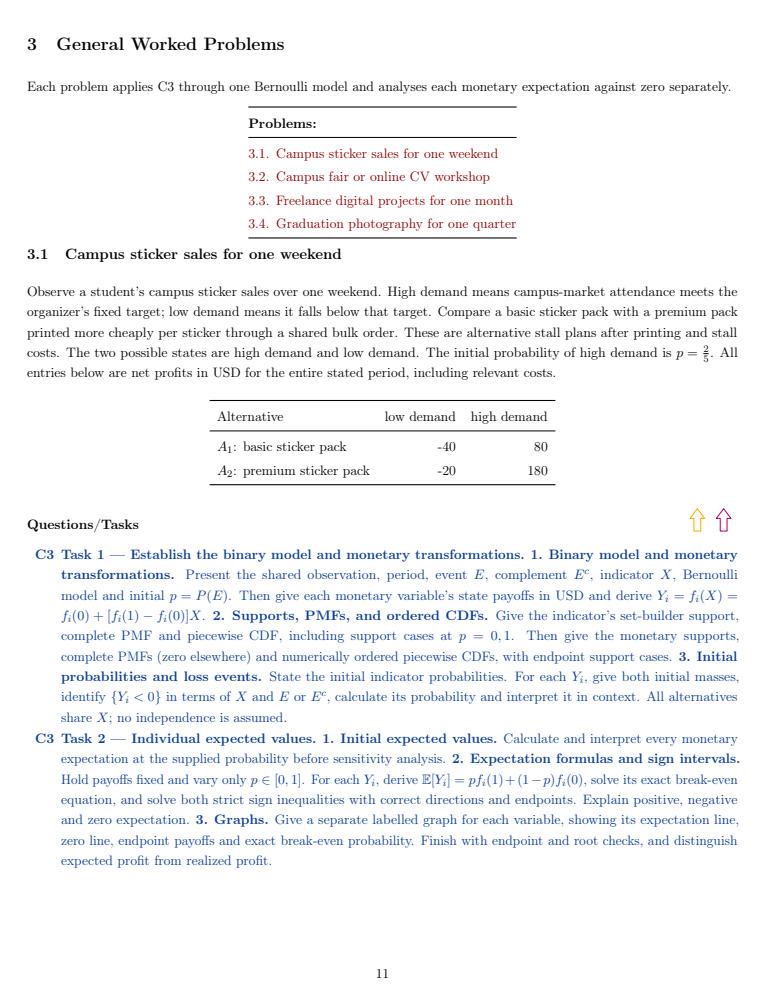 3 General Worked Problems
Each problem applies C3 through one Bernoulli model and analyses each monetary expectation against zero separately.
Problems:
3.1. Campus sticker sales for one weekend
3.2. Campus fair or online CV workshop
3.3. Freelance digital projects for one month
3.4. Graduation photography for one quarter
3.1 Campus sticker sales for one weekend
Observe a student's campus sticker sales over one weekend. High demand means campus-market attendance meets the
organizer's fixed target; low demand means it falls below that target. Compare a basic sticker pack with a premium pack
printed more cheaply per sticker through a shared bulk order. These are alternative stall plans after printing and stall
costs. The two possible states are high demand and low demand. The initial probability of high demand is p = 2/5. All
entries below are net profits in USD for the entire stated period, including relevant costs.
Alternative low demand high demand
A₁: basic sticker pack -40 80
A₂: premium sticker pack -20 180
Questions/Tasks
C3 Task 1 — Establish the binary model and monetary transformations. 1. Binary model and monetary
transformations. Present the shared observation, period, event E, complement Eᶜ, indicator X, Bernoulli
model and initial p = P(E). Then give each monetary variable's state payoffs in USD and derive Yᵢ = fᵢ(X) =
fᵢ(0) + [fᵢ(1) − fᵢ(0)]X. 2. Supports, PMFs, and ordered CDFs. Give the indicator's set-builder support,
complete PMF and piecewise CDF, including support cases at p = 0, 1. Then give the monetary supports,
complete PMFs (zero elsewhere) and numerically ordered piecewise CDFs, with endpoint support cases. 3. Initial
probabilities and loss events. State the initial indicator probabilities. For each Yᵢ, give both initial masses,
identify {Yᵢ < 0} in terms of X and E or Eᶜ, calculate its probability and interpret it in context. All alternatives
share X; no independence is assumed.
C3 Task 2 — Individual expected values. 1. Initial expected values. Calculate and interpret every monetary
expectation at the supplied probability before sensitivity analysis. 2. Expectation formulas and sign intervals.
Hold payoffs fixed and vary only p ∈ [0, 1]. For each Yᵢ, derive 𝔼[Yᵢ] = pfᵢ(1)+(1−p)fᵢ(0), solve its exact break-even
equation, and solve both strict sign inequalities with correct directions and endpoints. Explain positive, negative
and zero expectation. 3. Graphs. Give a separate labelled graph for each variable, showing its expectation line,
zero line, endpoint payoffs and exact break-even probability. Finish with endpoint and root checks, and distinguish
expected profit from realized profit.
11